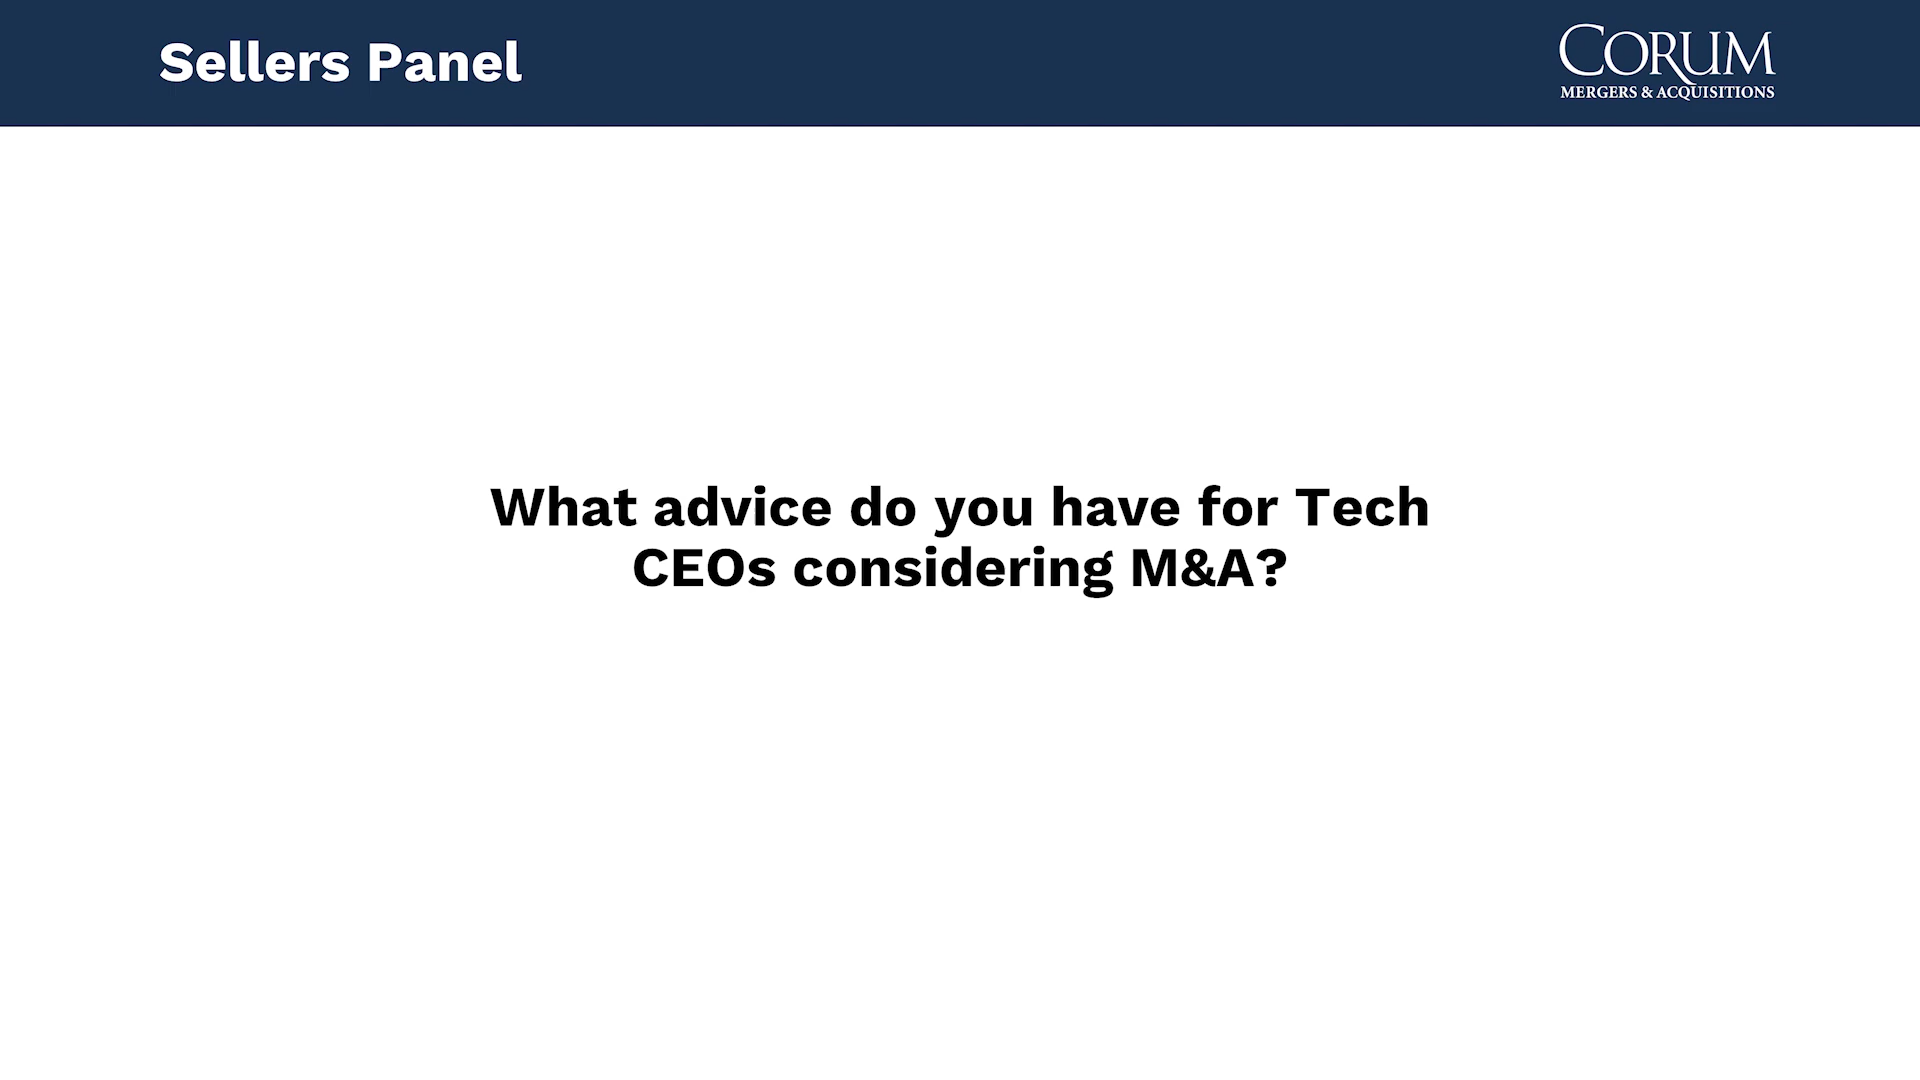 Sellers Panel
CORUM
MERGERS & ACQUISITIONS
What advice do you have for Tech
CEOs considering M&A?